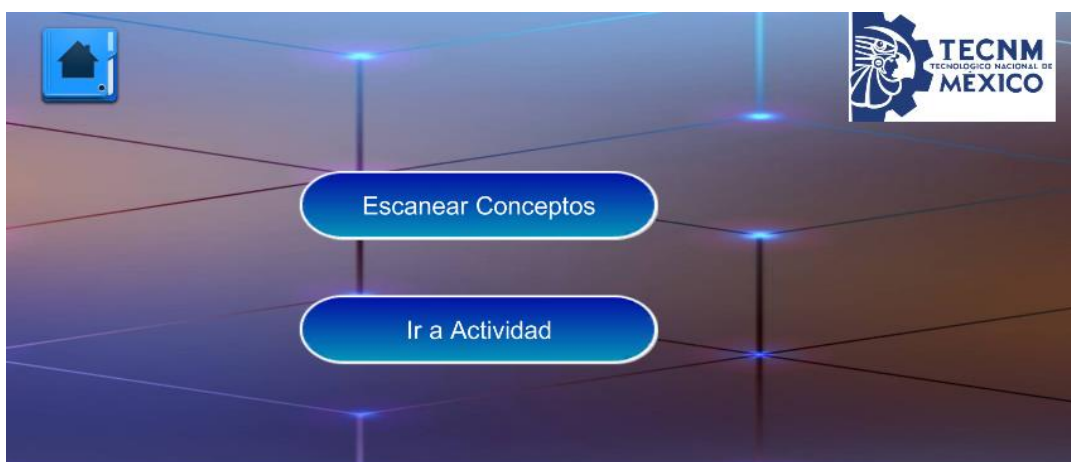 TECNM
TECNOLÓGICO NACIONAL DE
MÉXICO
Escanear Conceptos
Ir a Actividad